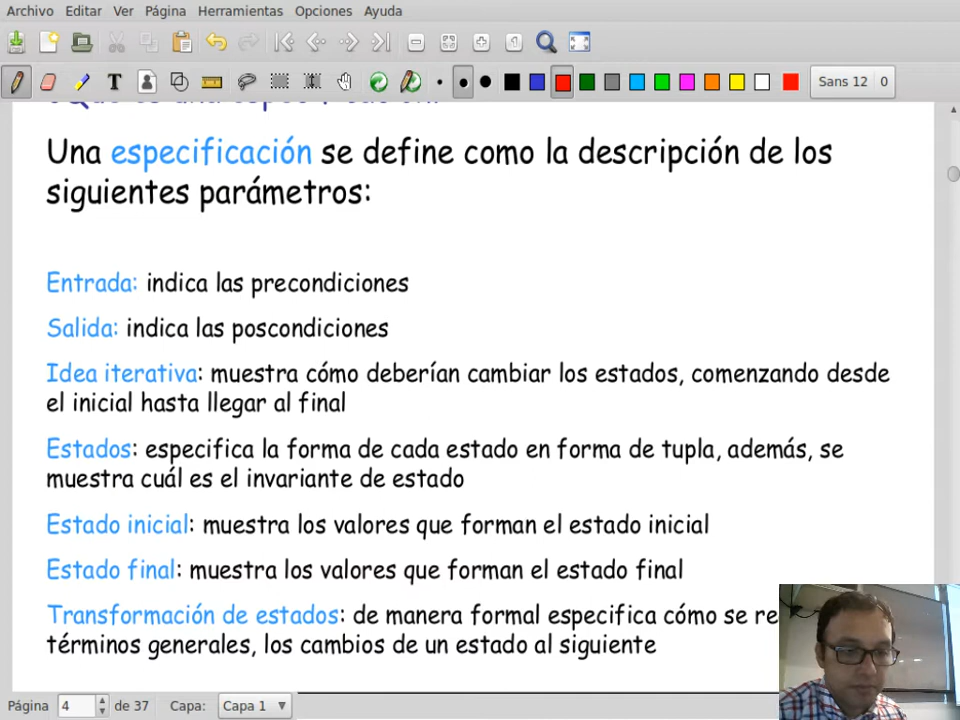 Archivo Editar Ver Página Herramientas Opciones Ayuda
T Sans 12 0
Una especificación se define como la descripción de los
siguientes parámetros:
Entrada: indica las precondiciones
Salida: indica las poscondiciones
Idea iterativa: muestra cómo deberían cambiar los estados, comenzando desde
el inicial hasta llegar al final
Estados: especifica la forma de cada estado en forma de tupla, además, se
muestra cuál es el invariante de estado
Estado inicial: muestra los valores que forman el estado inicial
Estado final: muestra los valores que forman el estado final
Transformación de estados: de manera formal especifica cómo se re
términos generales, los cambios de un estado al siguiente
Página 4 de 37 Capa: Capa 1